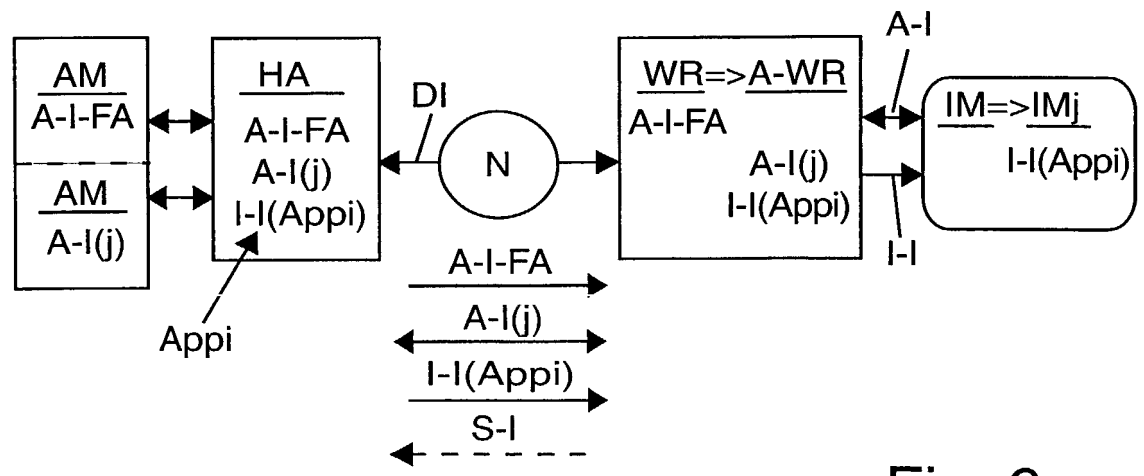 AM
A-I-FA
AM
A-I(j)
HA
A-I-FA
A-I(j)
I-I(Appi)
Appi
DI
N
A-I-FA
A-I(j)
I-I(Appi)
S-I
WR=>A-WR
A-I-FA
A-I(j)
I-I(Appi)
A-I
I-I
IM=>IMj
I-I(Appi)